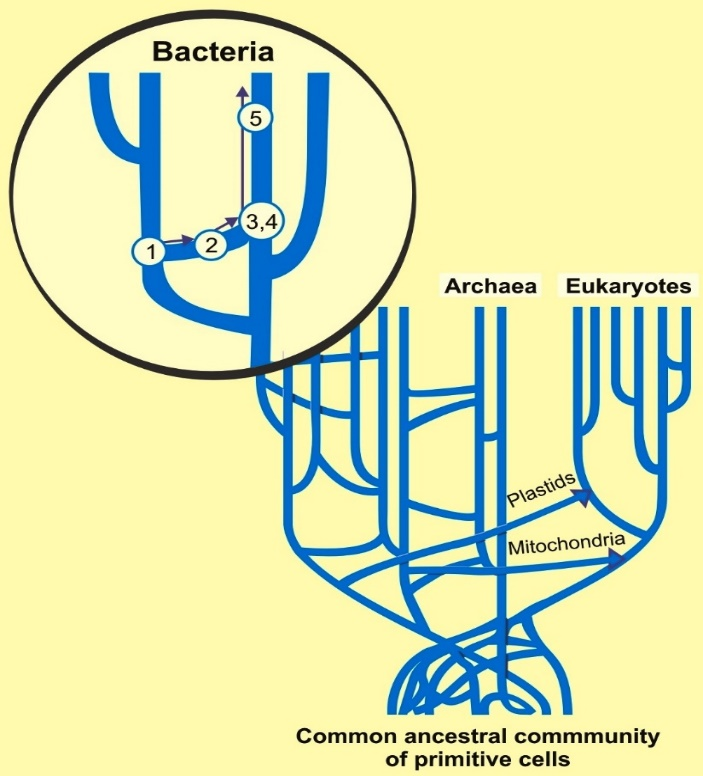 Bacteria
5
3,4
1
2
Archaea
Eukaryotes
Plastids
Mitochondria
Common ancestral commmunity
of primitive cells